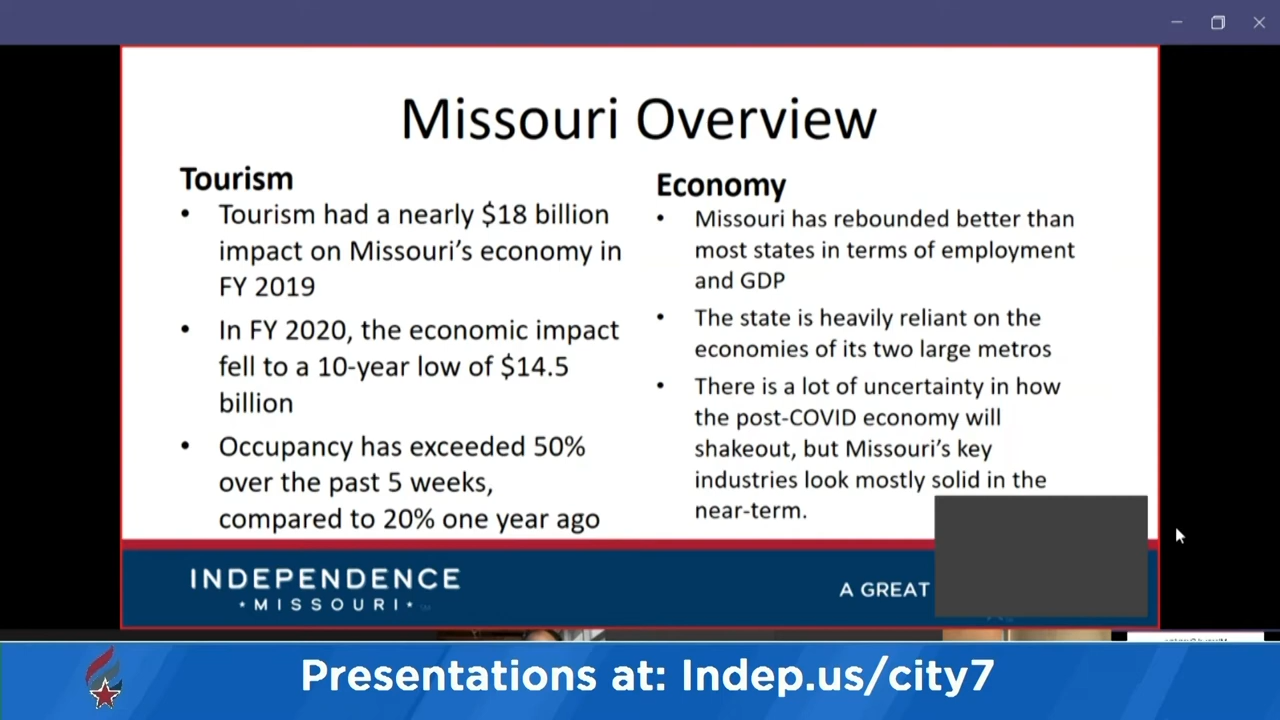 Missouri Overview
Tourism
• Tourism had a nearly $18 billion
impact on Missouri’s economy in
FY 2019
• In FY 2020, the economic impact
fell to a 10-year low of $14.5
billion
• Occupancy has exceeded 50%
over the past 5 weeks,
compared to 20% one year ago
Economy
• Missouri has rebounded better than
most states in terms of employment
and GDP
• The state is heavily reliant on the
economies of its two large metros
• There is a lot of uncertainty in how
the post-COVID economy will
shakeout, but Missouri’s key
industries look mostly solid in the
near-term.
INDEPENDENCE
MISSOURI
A GREAT
Presentations at: Indep.us/city7